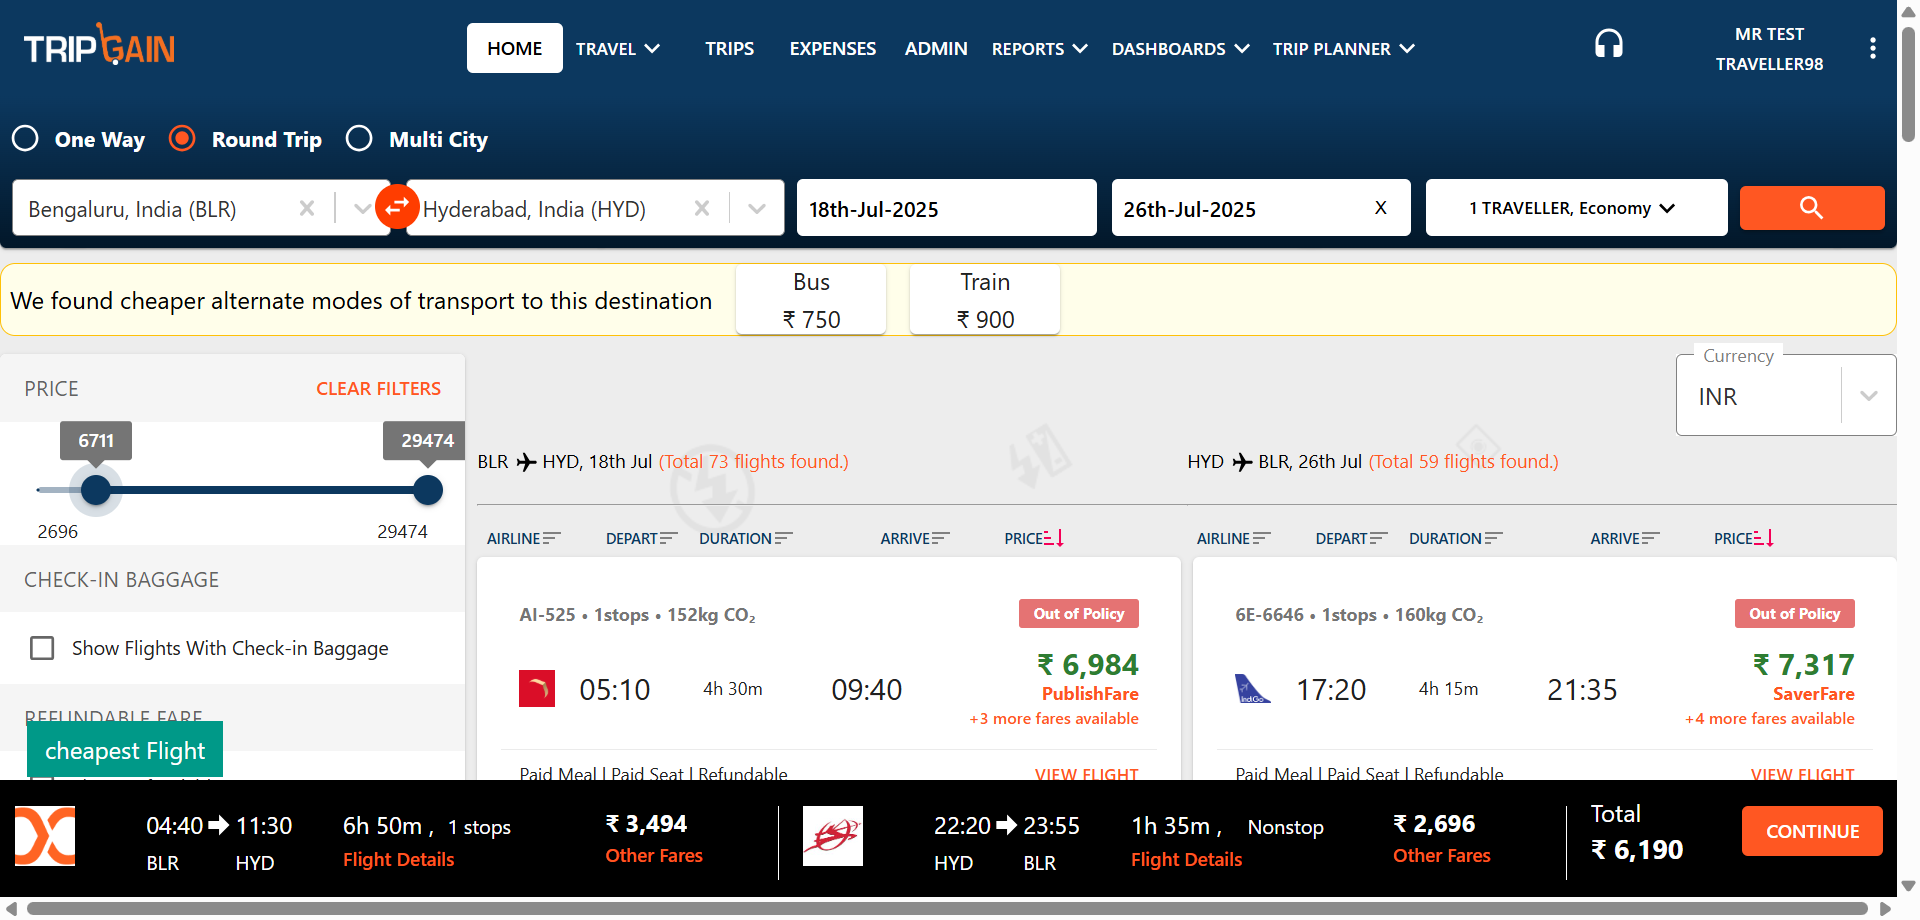 TRIPGAIN
HOME
TRAVEL
TRIPS
EXPENSES
ADMIN
REPORTS
DASHBOARDS
TRIP PLANNER
MR TEST
TRAVELLER98
One Way
Round Trip
Multi City
Bengaluru, India (BLR)
Hyderabad, India (HYD)
18th-Jul-2025
26th-Jul-2025
X
1 TRAVELLER, Economy
We found cheaper alternate modes of transport to this destination
Bus
₹ 750
Train
₹ 900
Currency
INR
PRICE
CLEAR FILTERS
6711
29474
2696
29474
CHECK-IN BAGGAGE
Show Flights With Check-in Baggage
REFUNDABLE FARE
cheapest Flight
BLR HYD, 18th Jul (Total 73 flights found.)
AIRLINE DEPART DURATION ARRIVE PRICE
AI-525 • 1stops • 152kg CO₂
Out of Policy
₹ 6,984
05:10 4h 30m 09:40
PublishFare
+3 more fares available
Paid Meal | Paid Seat | Refundable
VIEW FLIGHT
HYD BLR, 26th Jul (Total 59 flights found.)
AIRLINE DEPART DURATION ARRIVE PRICE
6E-6646 • 1stops • 160kg CO₂
Out of Policy
₹ 7,317
IndiGo
17:20 4h 15m 21:35
SaverFare
+4 more fares available
Paid Meal | Paid Seat | Refundable
VIEW FLIGHT
04:40 11:30
BLR HYD
6h 50m , 1 stops
Flight Details
₹ 3,494
Other Fares
22:20 23:55
HYD BLR
1h 35m , Nonstop
Flight Details
₹ 2,696
Other Fares
Total
₹ 6,190
CONTINUE